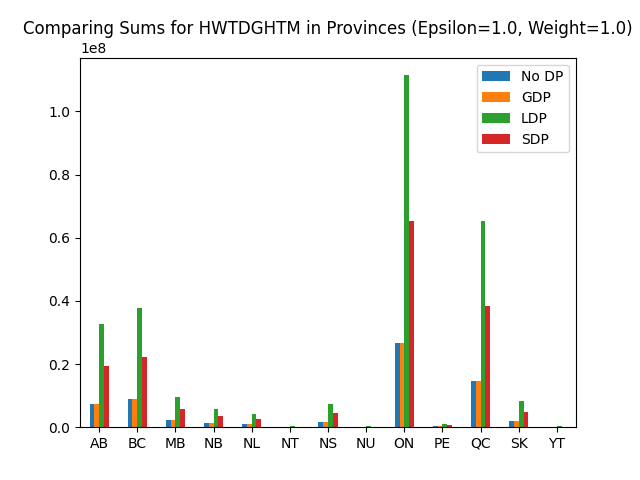 Comparing Sums for HWTDGHTM in Provinces (Epsilon=1.0, Weight=1.0)
1e8
No DP
GDP
LDP
SDP
1.0
0.8
0.6
0.4
0.2
0.0
AB BC MB NB NL NT NS NU ON PE QC SK YT